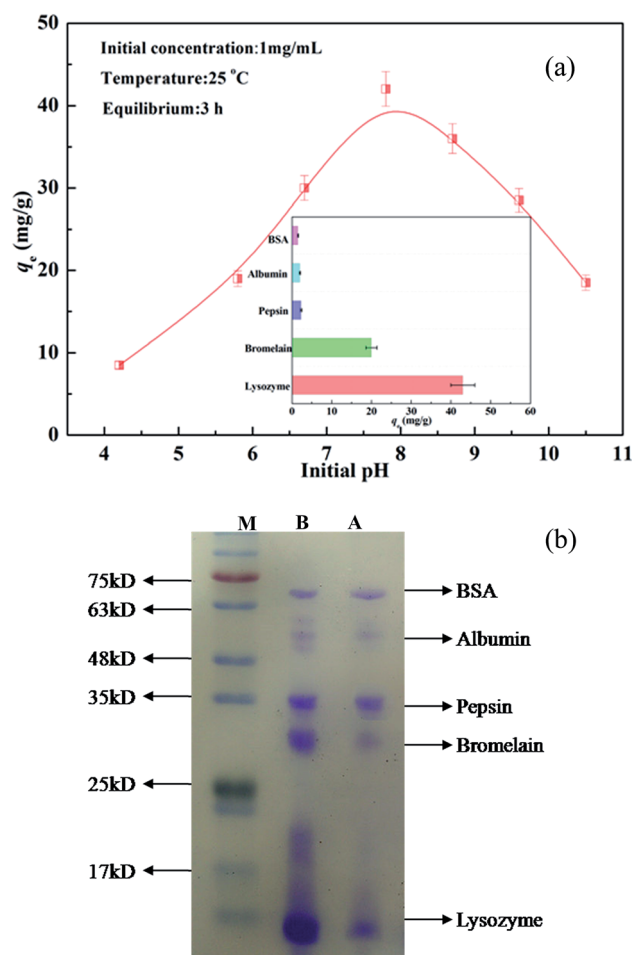 (a)
Initial concentration:1mg/mL
Temperature:25 °C
Equilibrium:3 h
qe (mg/g)
50
40
30
20
10
0
BSA
Albumin
Pepsin
Bromelain
Lysozyme
0 10 20 30 40 50 60
qe (mg/g)
4 5 6 7 8 9 10 11
Initial pH
(b)
M B A
75kD
63kD
48kD
35kD
25kD
17kD
BSA
Albumin
Pepsin
Bromelain
Lysozyme